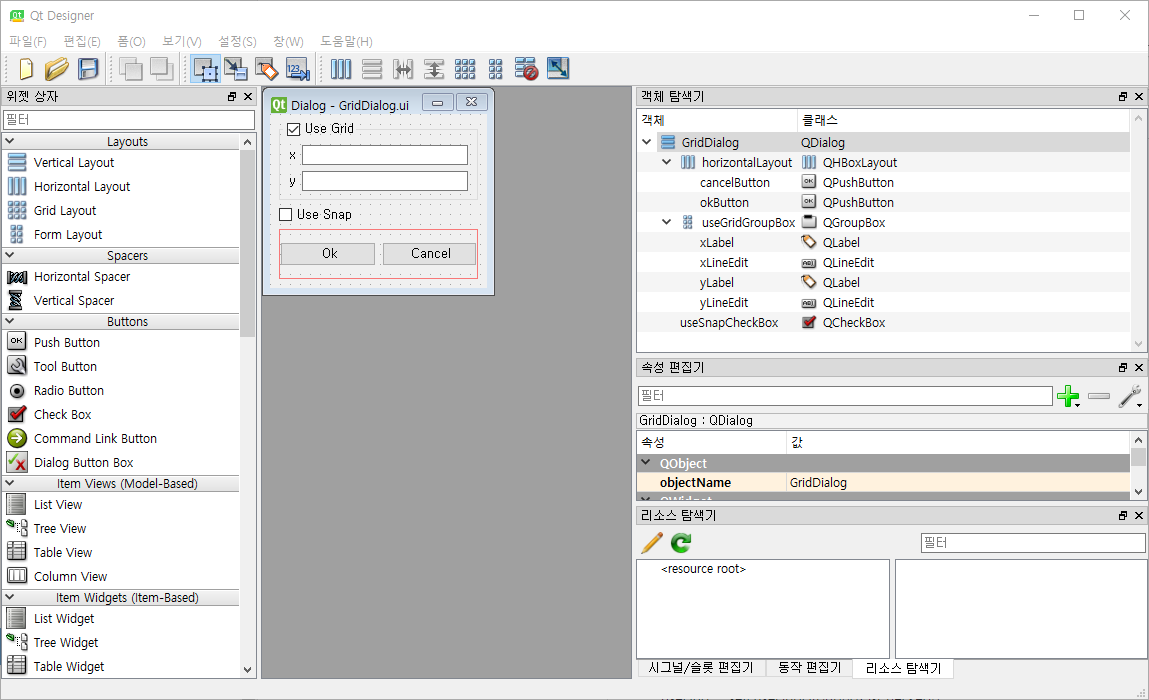 Qt Designer
파일(F) 편집(E) 폼(O) 보기(V) 설정(S) 창(W) 도움말(H)
위젯 상자
필터
Layouts
Vertical Layout
Horizontal Layout
Grid Layout
Form Layout
Spacers
Horizontal Spacer
Vertical Spacer
Buttons
Push Button
Tool Button
Radio Button
Check Box
Command Link Button
Dialog Button Box
Item Views (Model-Based)
List View
Tree View
Table View
Column View
Item Widgets (Item-Based)
List Widget
Tree Widget
Table Widget
Dialog - GridDialog.ui
Use Grid
x
y
Use Snap
Ok Cancel
객체 탐색기
객체 클래스
GridDialog QDialog
horizontalLayout QHBoxLayout
cancelButton QPushButton
okButton QPushButton
useGridGroupBox QGroupBox
xLabel QLabel
xLineEdit QLineEdit
yLabel QLabel
yLineEdit QLineEdit
useSnapCheckBox QCheckBox
속성 편집기
필터
GridDialog : QDialog
속성 값
QObject
objectName GridDialog
QWidget
리소스 탐색기
필터
<resource root>
시그널/슬롯 편집기 동작 편집기 리소스 탐색기